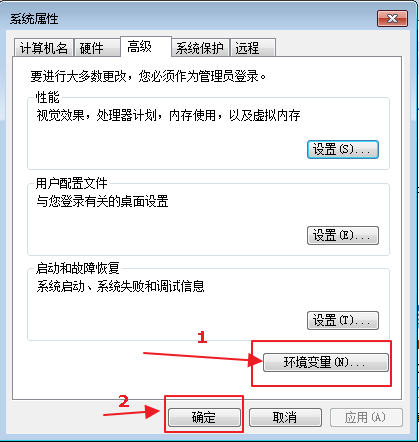 系统属性
计算机名 硬件 高级 系统保护 远程
要进行大多数更改，您必须作为管理员登录。
性能
视觉效果，处理器计划，内存使用，以及虚拟内存
设置(S)...
用户配置文件
与您登录有关的桌面设置
设置(E)...
启动和故障恢复
系统启动、系统失败和调试信息
设置(T)...
1
环境变量(N)...
2
确定 取消 应用(A)